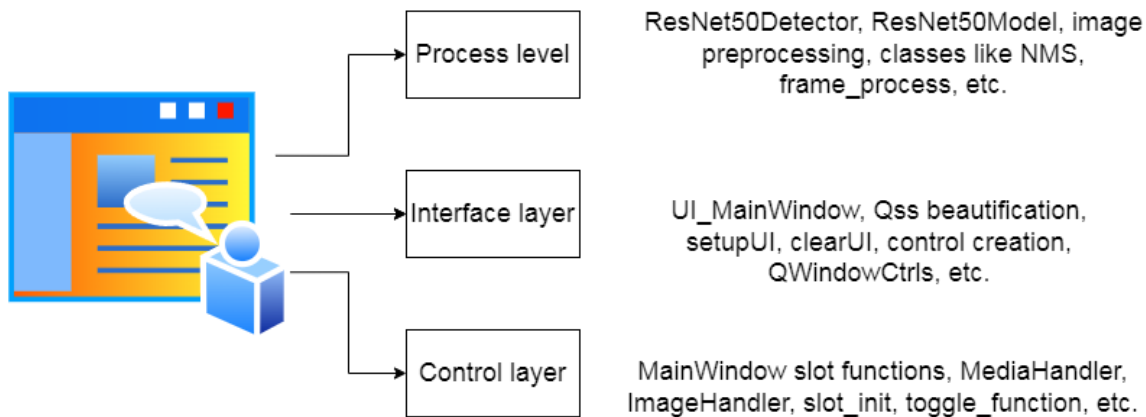 Process level
ResNet50Detector, ResNet50Model, image
preprocessing, classes like NMS,
frame_process, etc.
Interface layer
UI_MainWindow, Qss beautification,
setupUI, clearUI, control creation,
QWindowCtrls, etc.
Control layer
MainWindow slot functions, MediaHandler,
ImageHandler, slot_init, toggle_function, etc.